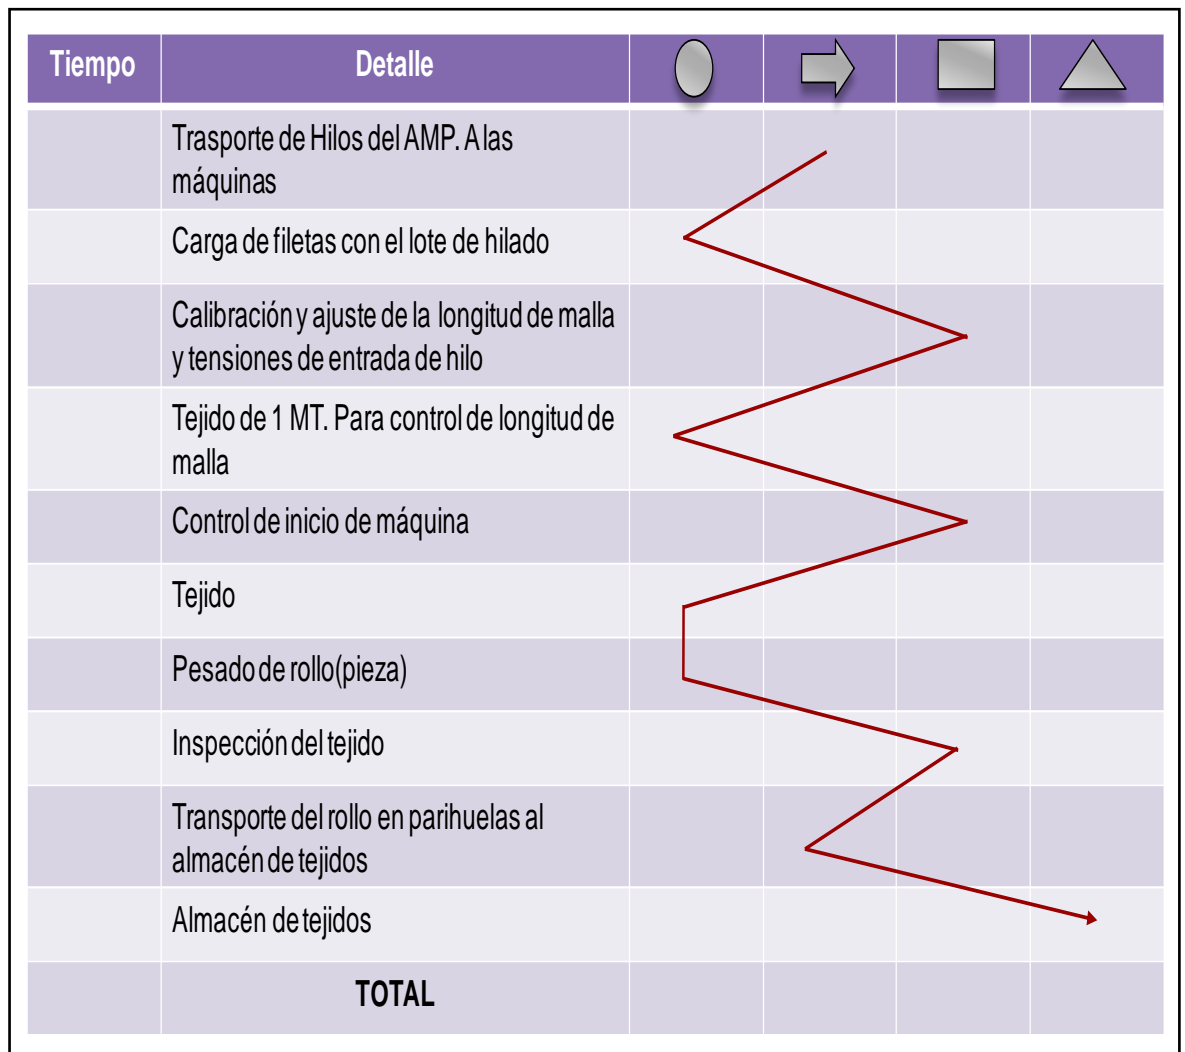 Tiempo
Detalle
Trasporte de Hilos del AMP. A las
máquinas
Carga de filetas con el lote de hilado
Calibración y ajuste de la longitud de malla
y tensiones de entrada de hilo
Tejido de 1 MT. Para control de longitud de
malla
Control de inicio de máquina
Tejido
Pesado de rollo(pieza)
Inspección del tejido
Transporte del rollo en parihuelas al
almacén de tejidos
Almacén de tejidos
TOTAL